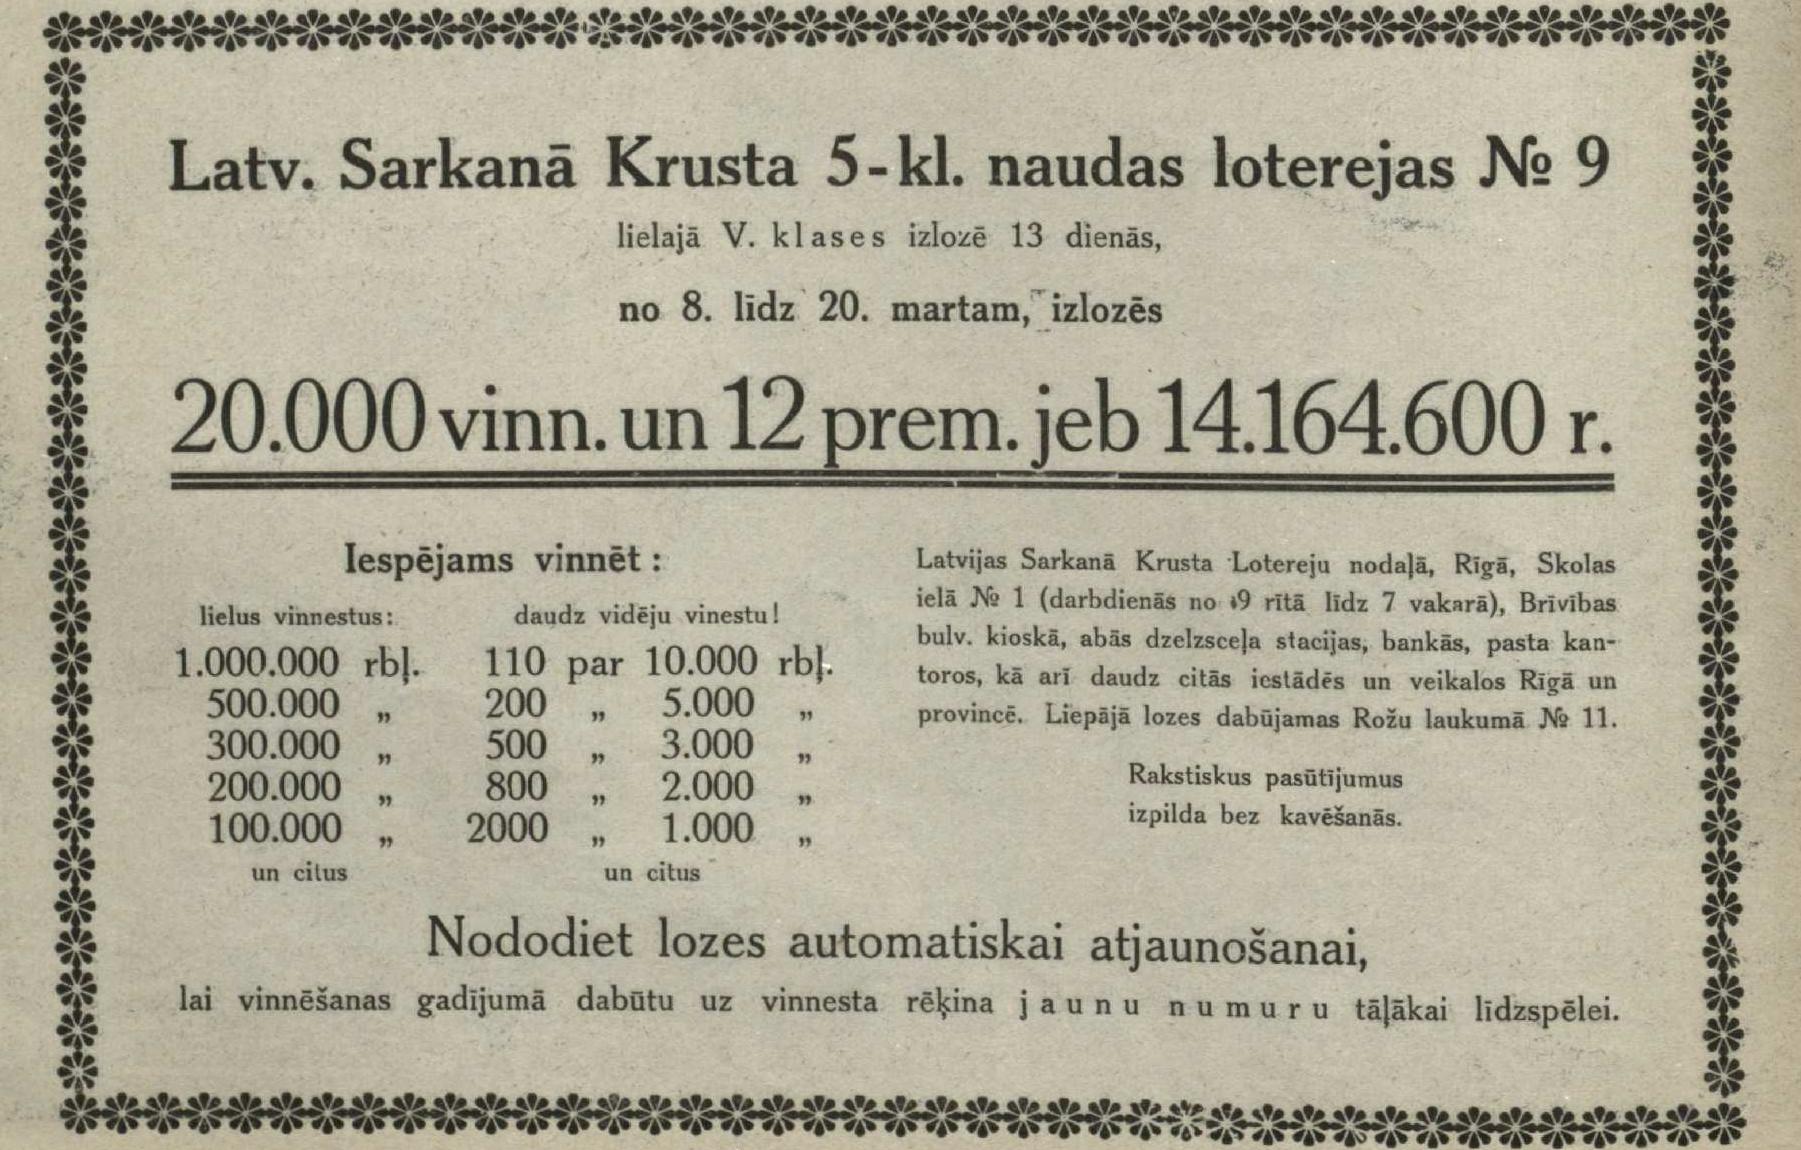 Latv. Sarkanā Krusta 5-kl. naudas loterejas № 9
lielajā V. klases izlozē 13 dienās,
no 8. līdz 20. martam, izlozēs
20.000 vinn. un 12 prem. jeb 14.164.600 r.
Iespējams vinnēt :
lielus vinnestus: daudz vidēju vinestu!
1.000.000 rbļ. 110 par 10.000 rbļ.
500.000 „ 200 „ 5.000 „
300.000 „ 500 „ 3.000 „
200.000 „ 800 „ 2.000 „
100.000 „ 2000 „ 1.000 „
un citus un citus
Latvijas Sarkanā Krusta Lotereju nodaļā, Rīgā, Skolas
ielā № 1 (darbdienās no 9 rītā līdz 7 vakarā), Brīvības
bulv. kioskā, abās dzelzsceļa stacijas, bankās, pasta kan-
toros, kā arī daudz citās iestādēs un veikalos Rīgā un
provincē. Liepājā lozes dabūjamas Rožu laukumā № 11.
Rakstiskus pasūtījumus
izpilda bez kavēšanās.
Nododiet lozes automatiskai atjaunošanai,
lai vinnēšanas gadījumā dabūtu uz vinnesta rēķina jaunu numuru tāļākai līdzspēlei.